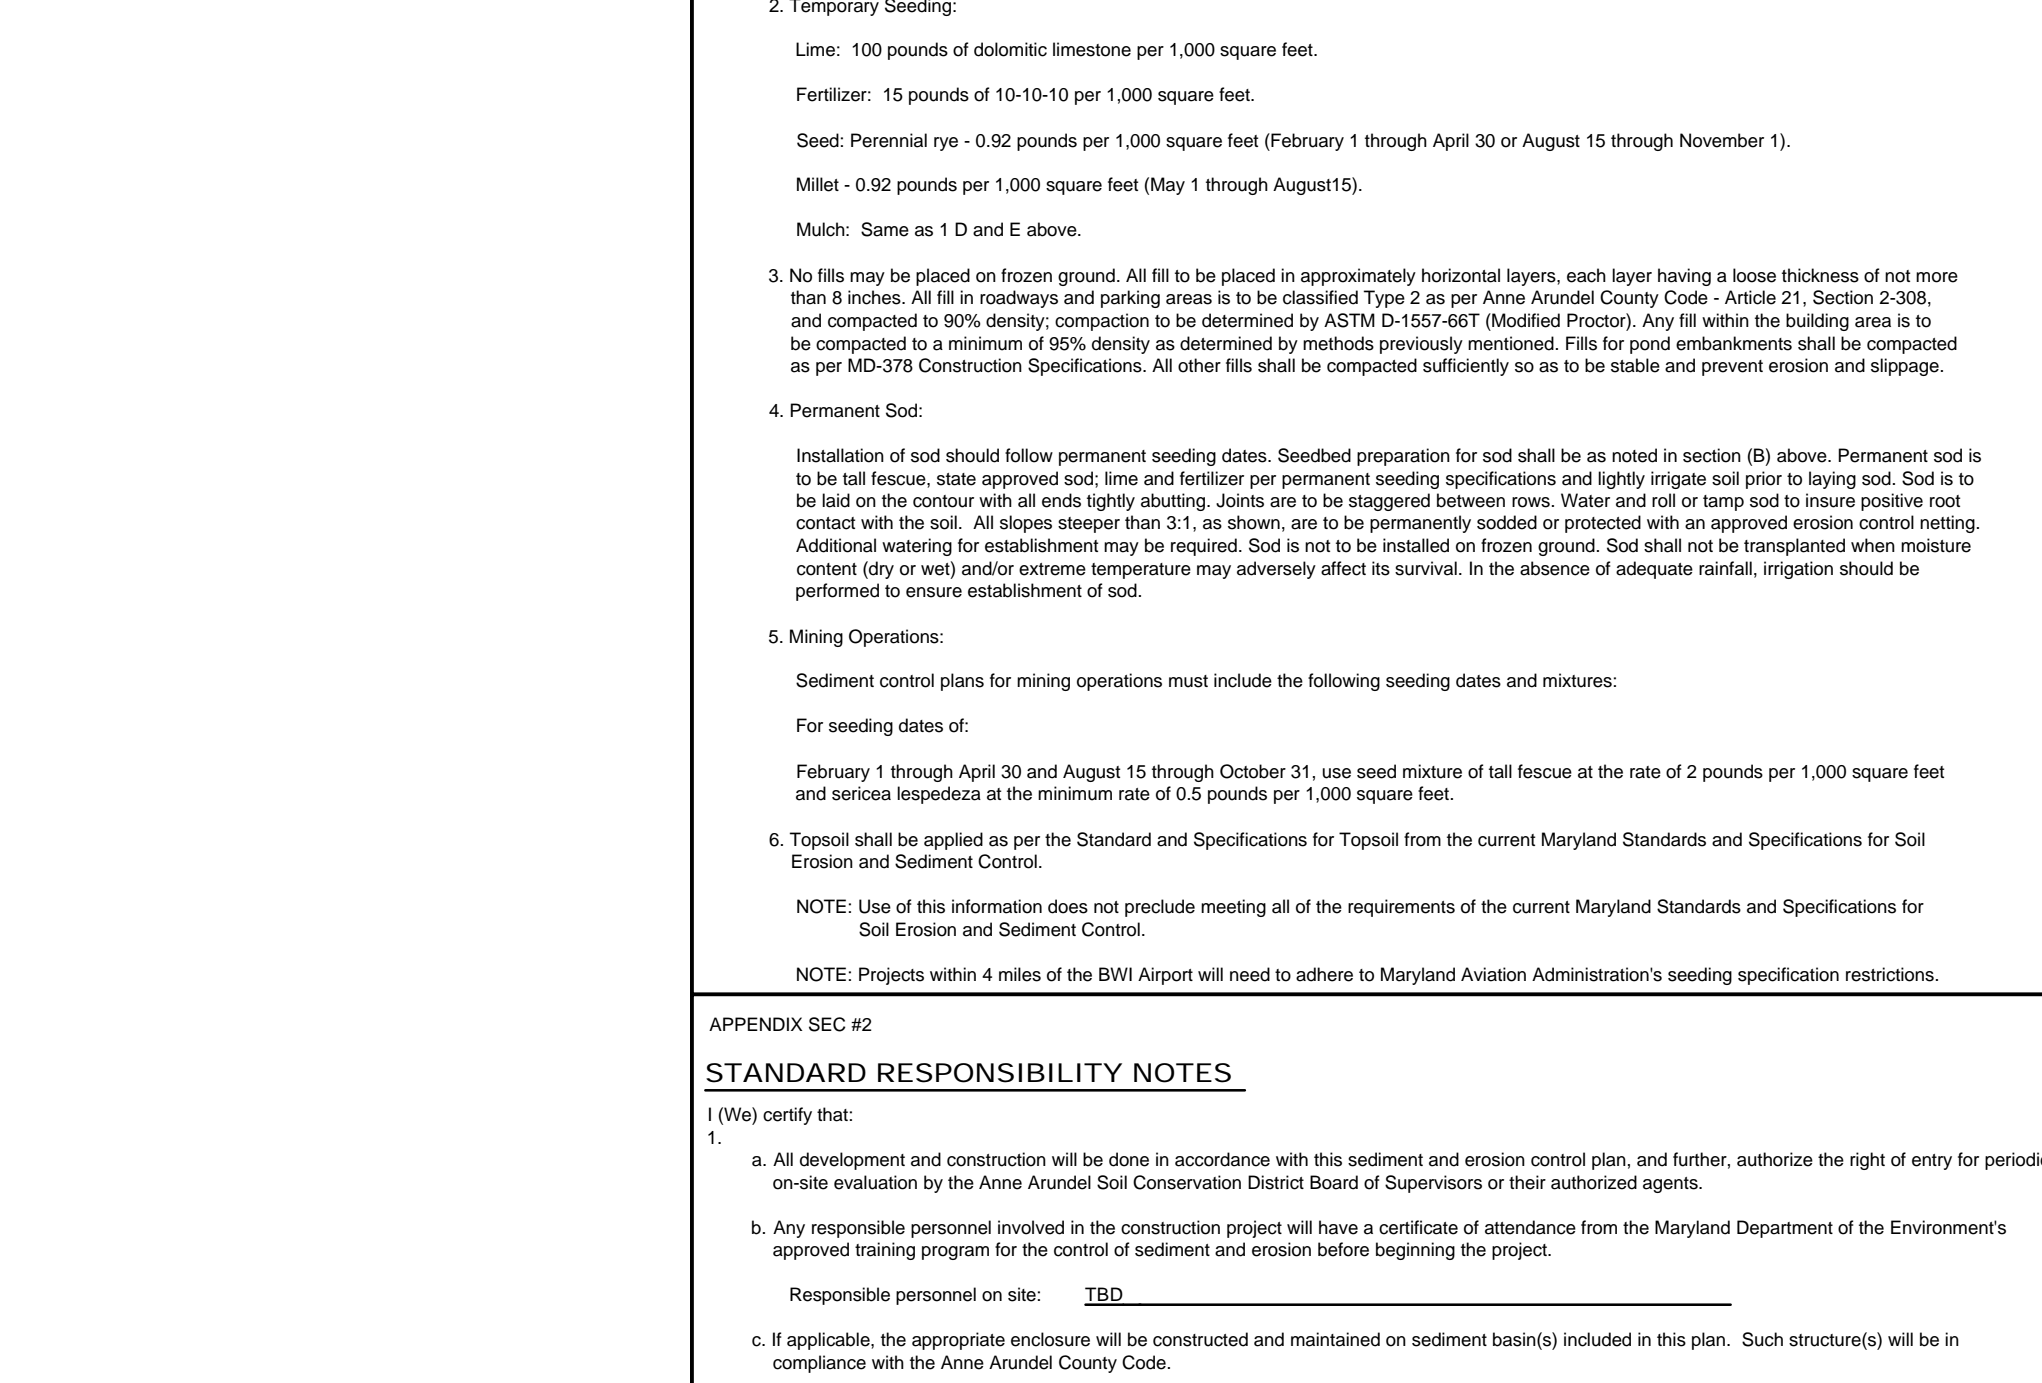 2. Temporary Seeding:
Lime:  100 pounds of dolomitic limestone per 1,000 square feet.
Fertilizer:  15 pounds of 10-10-10 per 1,000 square feet.
Seed: Perennial rye - 0.92 pounds per 1,000 square feet (February 1 through April 30 or August 15 through November 1).
Millet - 0.92 pounds per 1,000 square feet (May 1 through August15).
Mulch:  Same as 1 D and E above.
3. No fills may be placed on frozen ground. All fill to be placed in approximately horizontal layers, each layer having a loose thickness of not more
than 8 inches. All fill in roadways and parking areas is to be classified Type 2 as per Anne Arundel County Code - Article 21, Section 2-308,
and compacted to 90% density; compaction to be determined by ASTM D-1557-66T (Modified Proctor). Any fill within the building area is to
be compacted to a minimum of 95% density as determined by methods previously mentioned. Fills for pond embankments shall be compacted
as per MD-378 Construction Specifications. All other fills shall be compacted sufficiently so as to be stable and prevent erosion and slippage.
4. Permanent Sod:
Installation of sod should follow permanent seeding dates. Seedbed preparation for sod shall be as noted in section (B) above. Permanent sod is
to be tall fescue, state approved sod; lime and fertilizer per permanent seeding specifications and lightly irrigate soil prior to laying sod. Sod is to
be laid on the contour with all ends tightly abutting. Joints are to be staggered between rows. Water and roll or tamp sod to insure positive root
contact with the soil.  All slopes steeper than 3:1, as shown, are to be permanently sodded or protected with an approved erosion control netting.
Additional watering for establishment may be required. Sod is not to be installed on frozen ground. Sod shall not be transplanted when moisture
content (dry or wet) and/or extreme temperature may adversely affect its survival. In the absence of adequate rainfall, irrigation should be
performed to ensure establishment of sod.
5. Mining Operations:
Sediment control plans for mining operations must include the following seeding dates and mixtures:
For seeding dates of:
February 1 through April 30 and August 15 through October 31, use seed mixture of tall fescue at the rate of 2 pounds per 1,000 square feet
and sericea lespedeza at the minimum rate of 0.5 pounds per 1,000 square feet.
6. Topsoil shall be applied as per the Standard and Specifications for Topsoil from the current Maryland Standards and Specifications for Soil
Erosion and Sediment Control.
NOTE: Use of this information does not preclude meeting all of the requirements of the current Maryland Standards and Specifications for
Soil Erosion and Sediment Control.
NOTE: Projects within 4 miles of the BWI Airport will need to adhere to Maryland Aviation Administration's seeding specification restrictions.
APPENDIX SEC #2
STANDARD RESPONSIBILITY NOTES
I (We) certify that:
1.
a. All development and construction will be done in accordance with this sediment and erosion control plan, and further, authorize the right of entry for periodic
on-site evaluation by the Anne Arundel Soil Conservation District Board of Supervisors or their authorized agents.
b. Any responsible personnel involved in the construction project will have a certificate of attendance from the Maryland Department of the Environment's
approved training program for the control of sediment and erosion before beginning the project.
Responsible personnel on site: TBD
c. If applicable, the appropriate enclosure will be constructed and maintained on sediment basin(s) included in this plan.  Such structure(s) will be in
compliance with the Anne Arundel County Code.